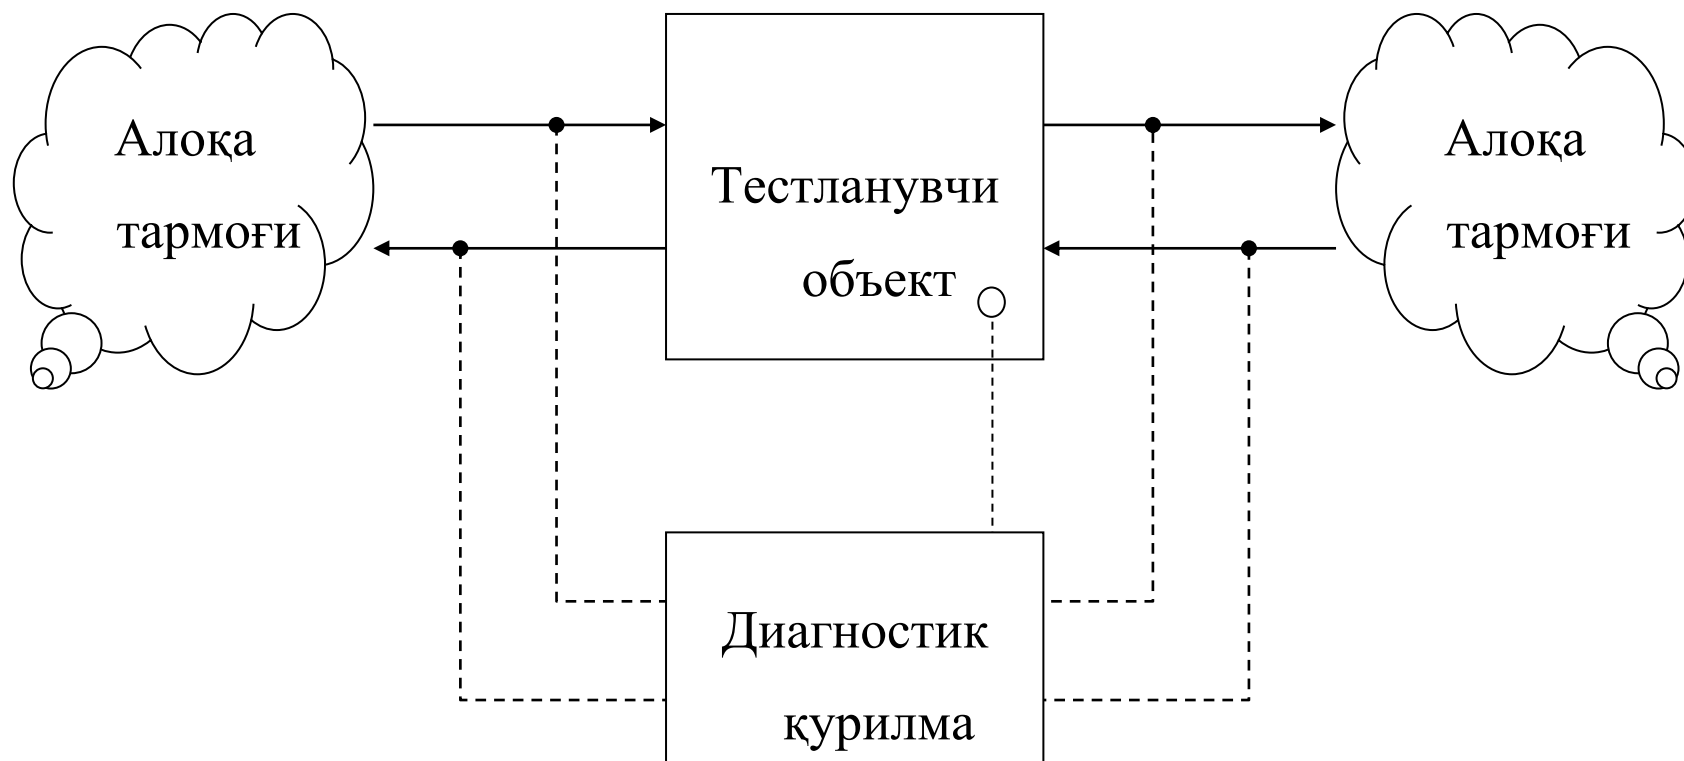 Алоқа
тармоғи
Тестланувчи
объект
Алоқа
тармоғи
Диагностик
қурилма